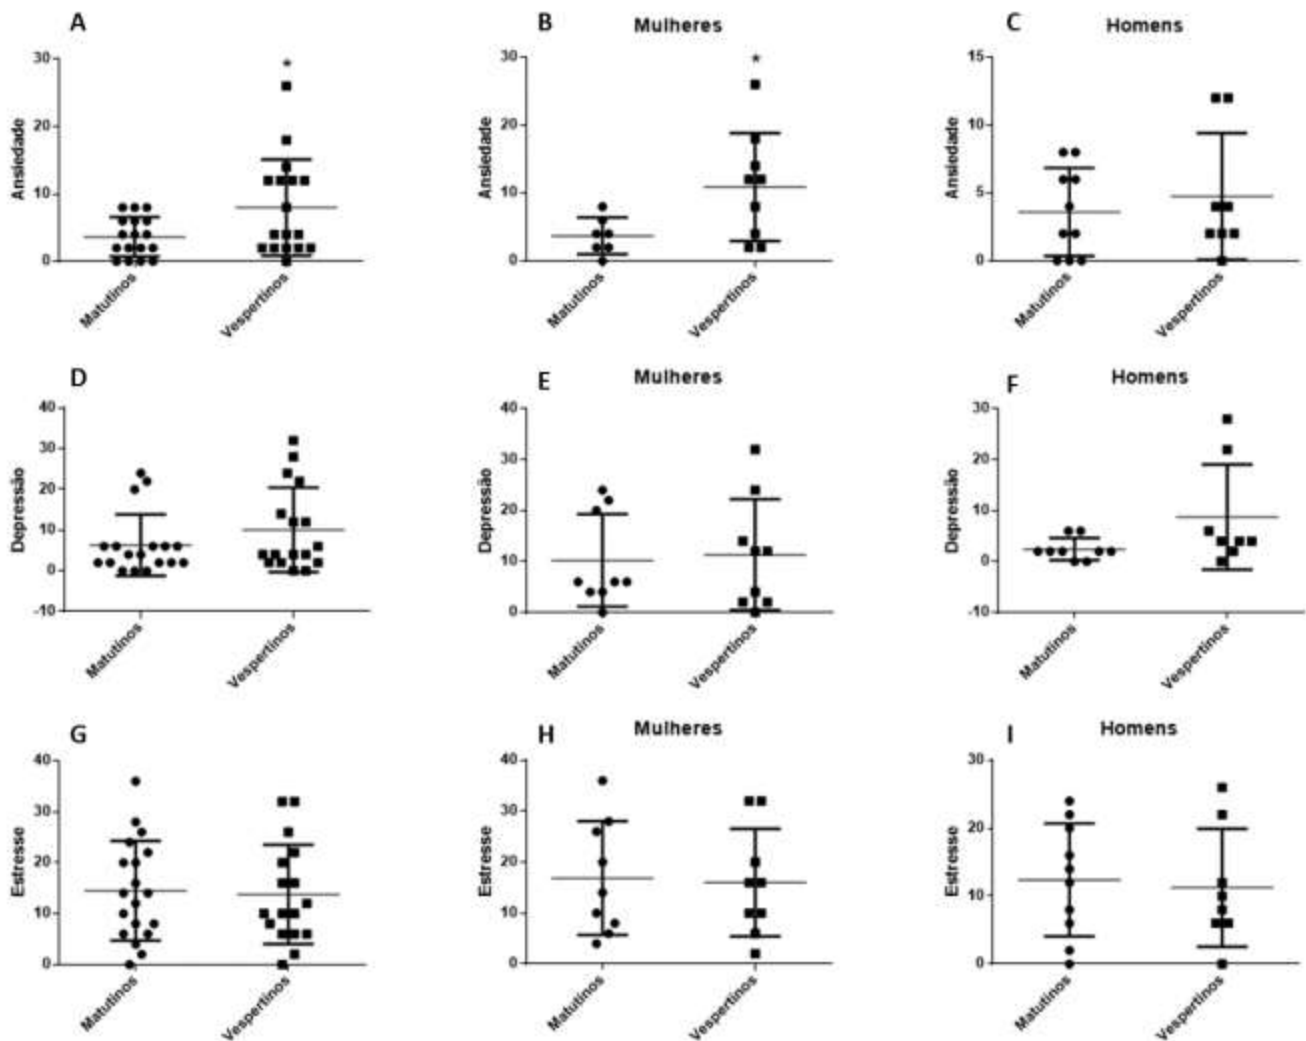 A
Ansiedade
30
20
10
0
*
Matutinos
Vespertinos
B
Mulheres
Ansiedade
30
20
10
0
*
Matutinos
Vespertinos
C
Homens
Ansiedade
15
10
5
0
Matutinos
Vespertinos
D
Depressão
40
30
20
10
0
-10
Matutinos
Vespertinos
E
Mulheres
Depressão
40
30
20
10
0
Matutinos
Vespertinos
F
Homens
Depressão
30
20
10
0
-10
Matutinos
Vespertinos
G
Estresse
40
30
20
10
0
Matutinos
Vespertinos
H
Mulheres
Estresse
40
30
20
10
0
Matutinos
Vespertinos
I
Homens
Estresse
30
20
10
0
Matutinos
Vespertinos